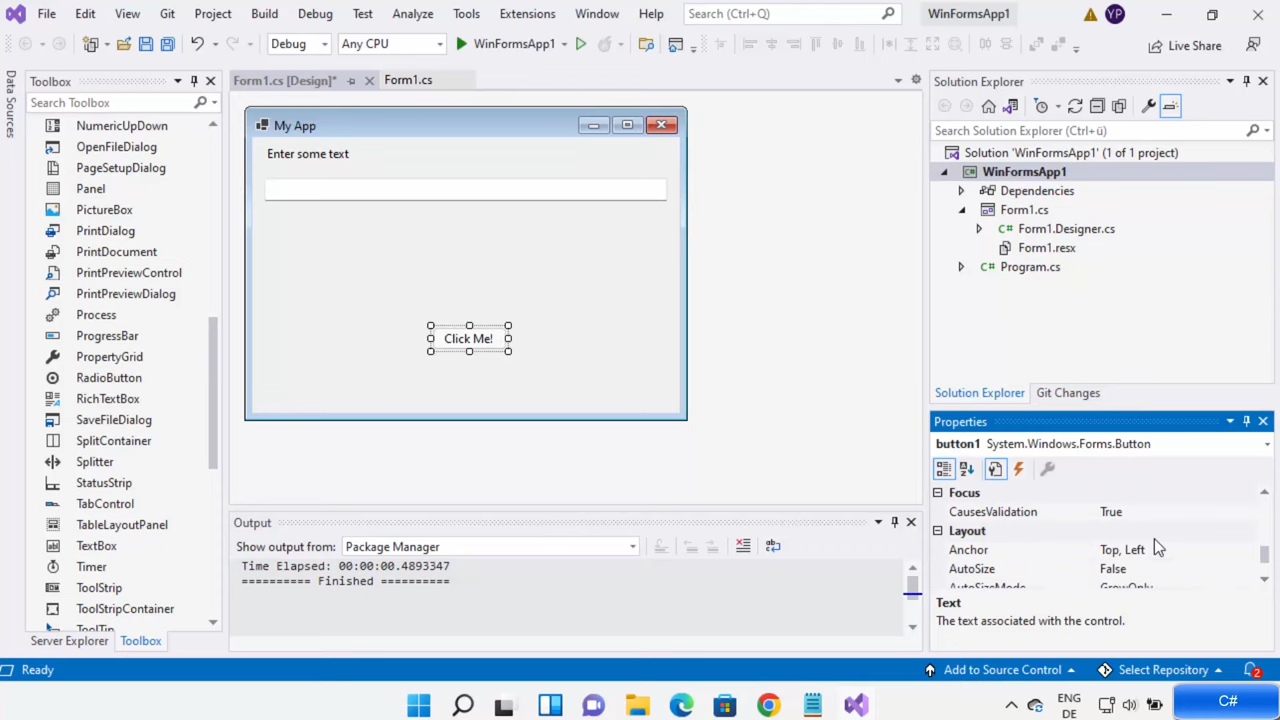 File Edit View Git Project Build Debug Test Analyze Tools Extensions Window Help Search (Ctrl+Q) WinFormsApp1 YP
Debug Any CPU WinFormsApp1 Live Share
Data Sources
Toolbox
Search Toolbox
NumericUpDown
OpenFileDialog
PageSetupDialog
Panel
PictureBox
PrintDialog
PrintDocument
PrintPreviewControl
PrintPreviewDialog
Process
ProgressBar
PropertyGrid
RadioButton
RichTextBox
SaveFileDialog
SplitContainer
Splitter
StatusStrip
TabControl
TableLayoutPanel
TextBox
Timer
ToolStrip
ToolStripContainer
ToolTip
Server Explorer Toolbox
Form1.cs [Design]* Form1.cs
My App
Enter some text
Click Me!
Output
Show output from: Package Manager
Time Elapsed: 00:00:00.4893347
========== Finished ==========
Solution Explorer
Search Solution Explorer (Ctrl+ü)
Solution 'WinFormsApp1' (1 of 1 project)
WinFormsApp1
Dependencies
Form1.cs
C# Form1.Designer.cs
Form1.resx
C# Program.cs
Solution Explorer Git Changes
Properties
button1 System.Windows.Forms.Button
Focus
CausesValidation True
Layout
Anchor Top, Left
AutoSize False
AutoSizeMode GrowOnly
Text
The text associated with the control.
Ready Add to Source Control Select Repository 2
ENG
DE
C#